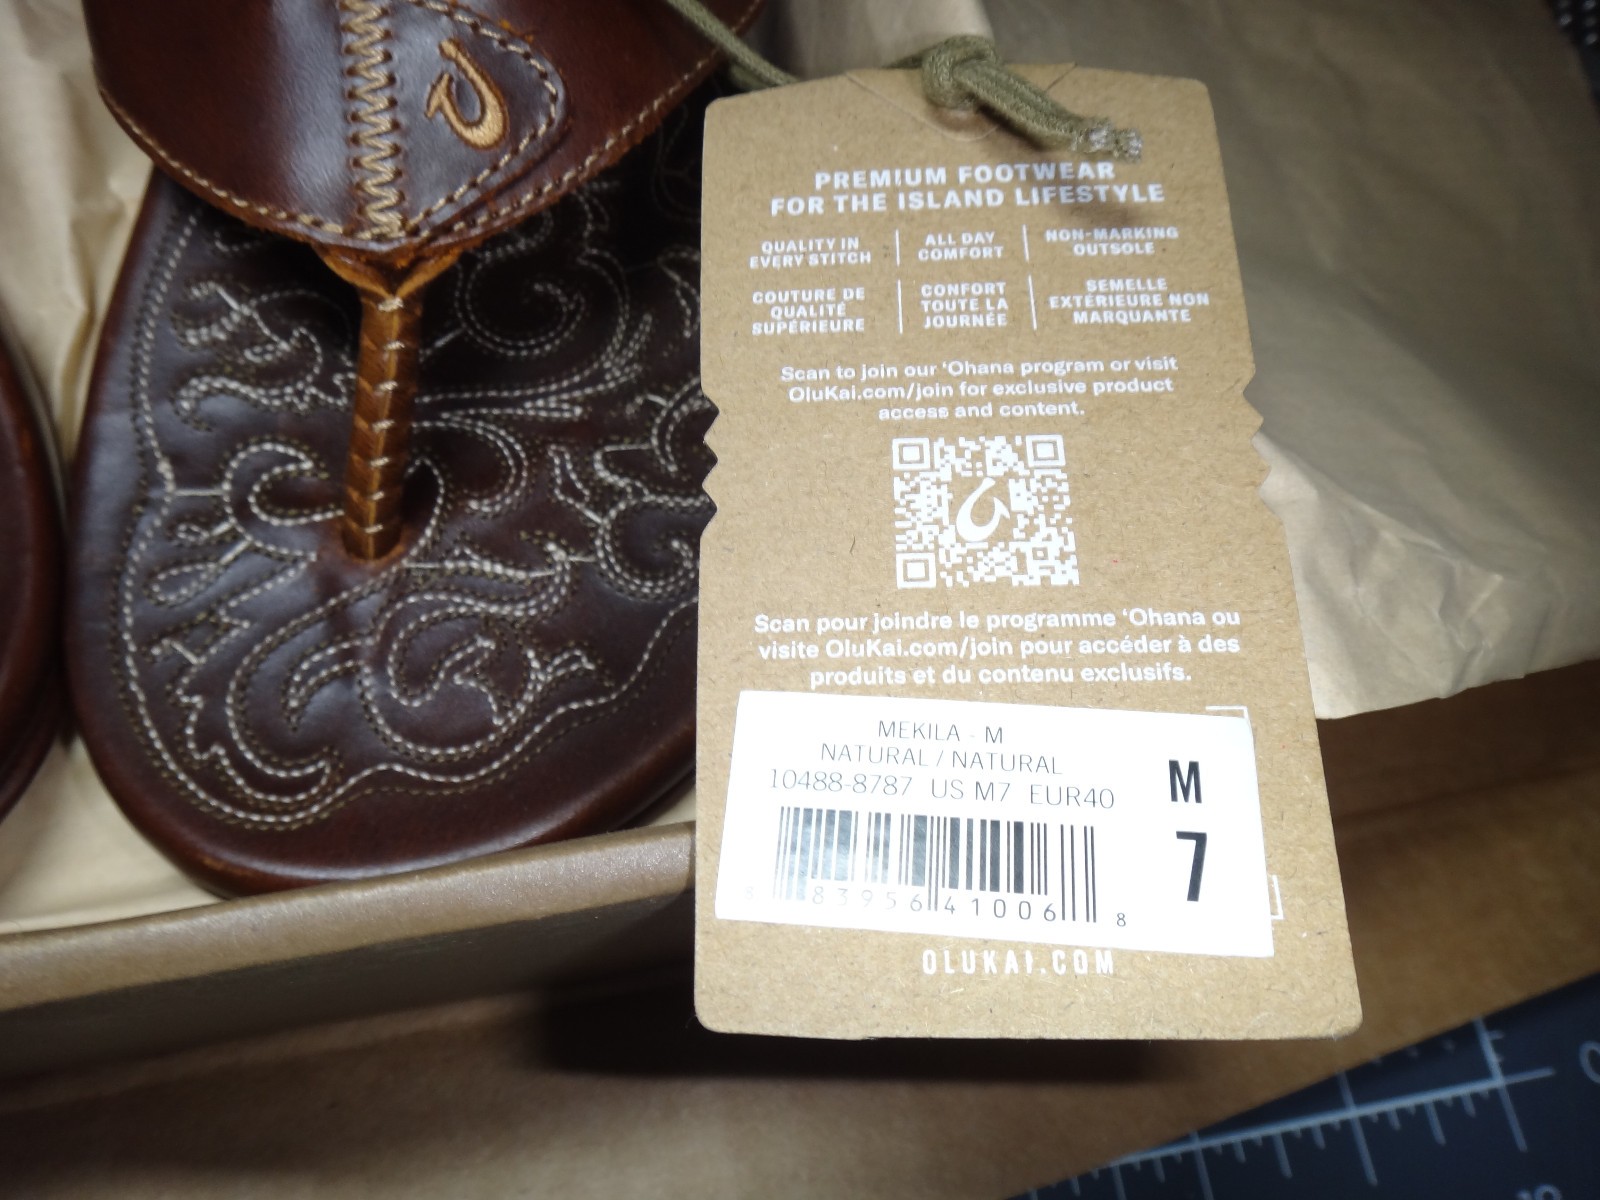 PREMIUM FOOTWEAR
FOR THE ISLAND LIFESTYLE
QUALITY IN
EVERY STITCH
ALL DAY
COMFORT
NON-MARKING
OUTSOLE
COUTURE DE
QUALITÉ
SUPÉRIEURE
CONFORT
TOUTE LA
JOURNÉE
SEMELLE
EXTÉRIEURE NON
MARQUANTE
Scan to join our ‘Ohana program or visit
OluKai.com/join for exclusive product
access and content.
Scan pour joindre le programme ‘Ohana ou
visite OluKai.com/join pour accéder à des
produits et du contenu exclusifs.
MEKILA - M
NATURAL / NATURAL
10488-8787 US M7 EUR40
M
7
8 83956 41006 8
OLUKAI.COM